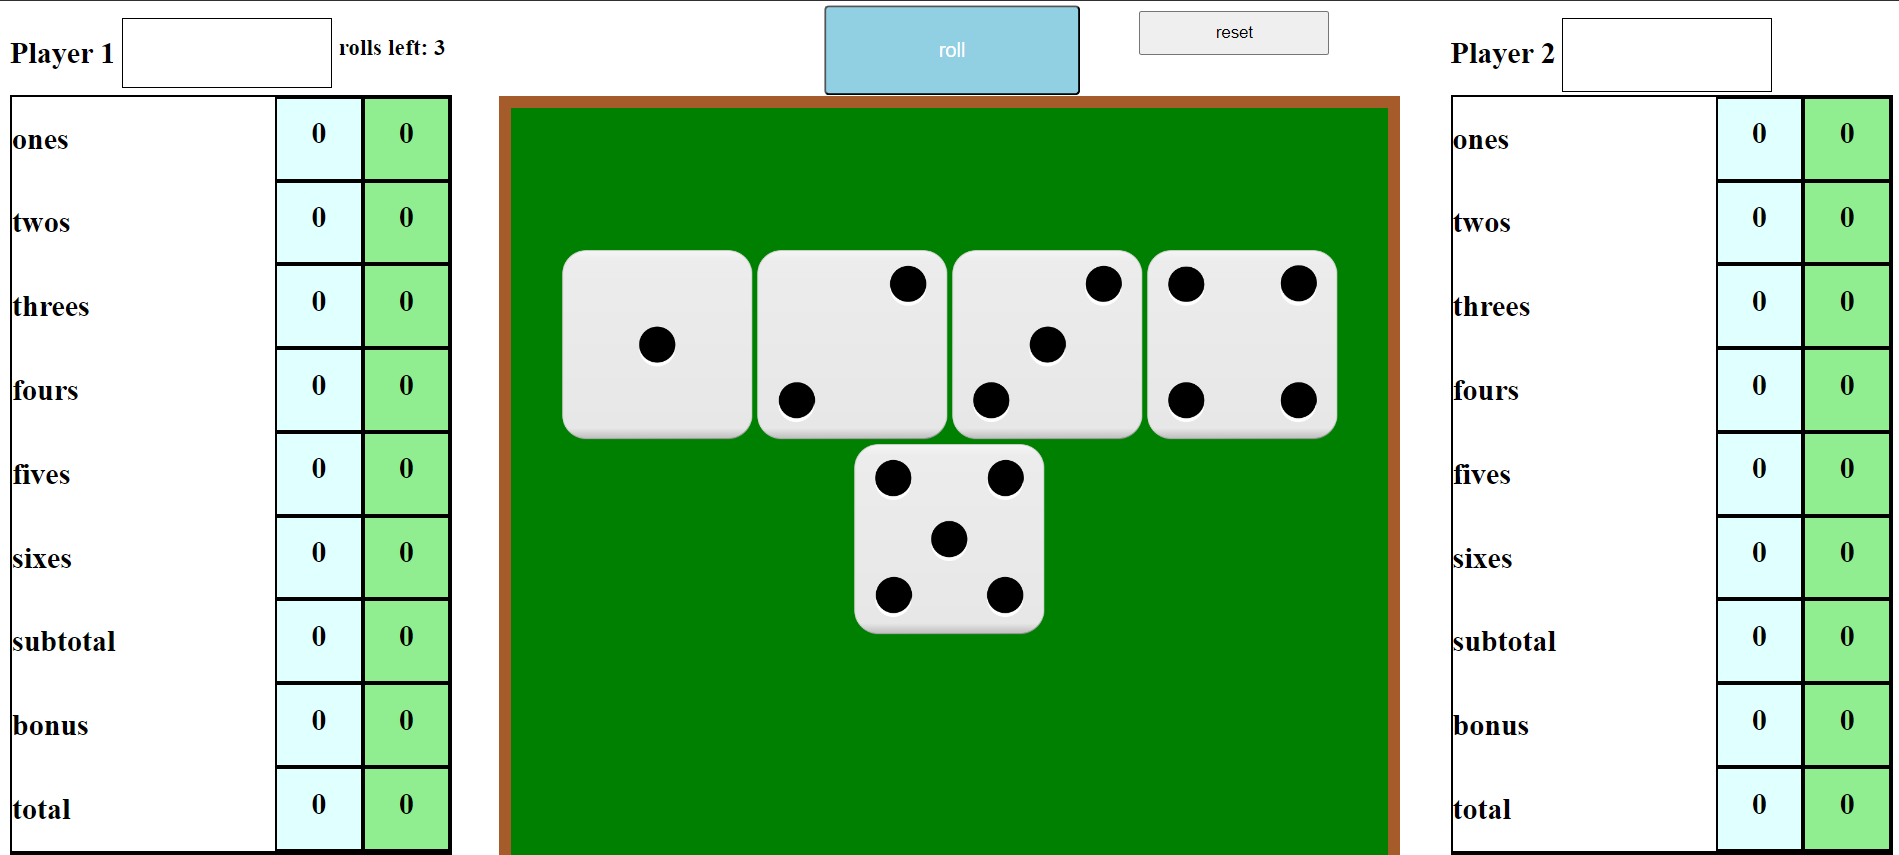 Player 1
rolls left: 3
roll
reset
Player 2
ones 0 0
twos 0 0
threes 0 0
fours 0 0
fives 0 0
sixes 0 0
subtotal 0 0
bonus 0 0
total 0 0
ones 0 0
twos 0 0
threes 0 0
fours 0 0
fives 0 0
sixes 0 0
subtotal 0 0
bonus 0 0
total 0 0